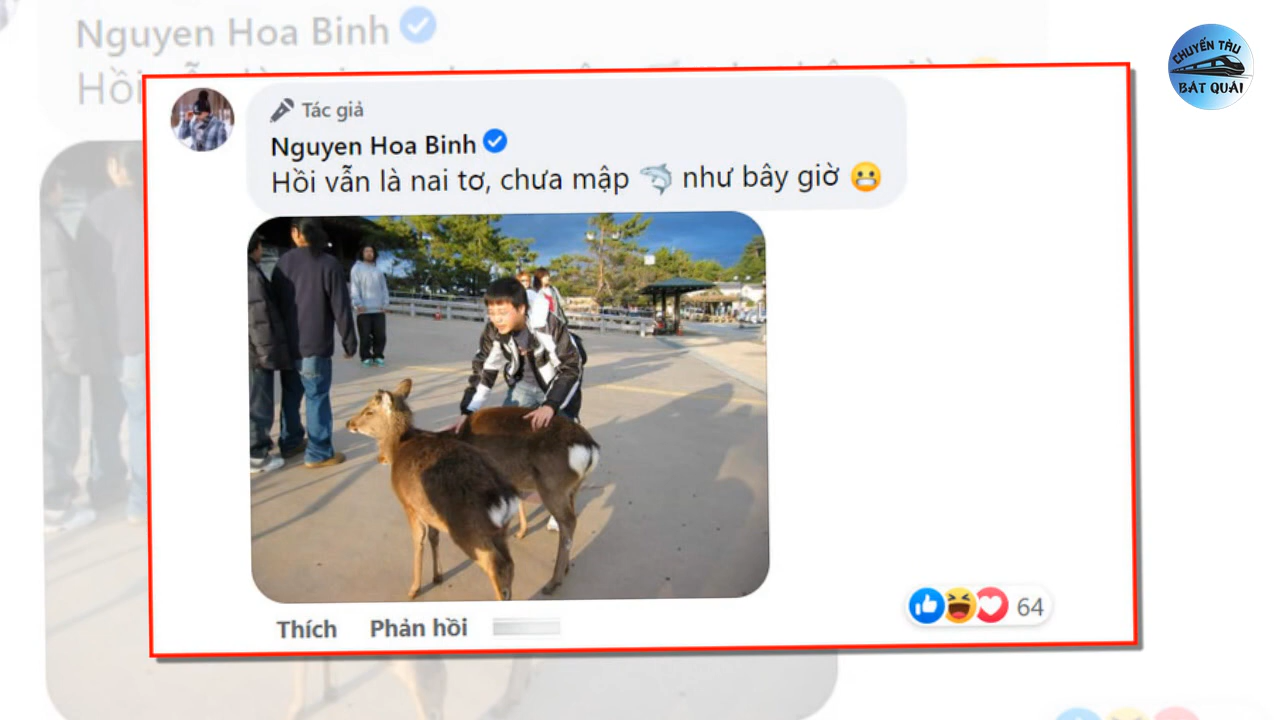 Nguyen Hoa Binh
Hồi
CHUYẾN TÀU
BÁT QUÁI
Tác giả
Nguyen Hoa Binh
Hồi vẫn là nai tơ, chưa mập 🦈 như bây giờ 😬
Thích Phản hồi
64